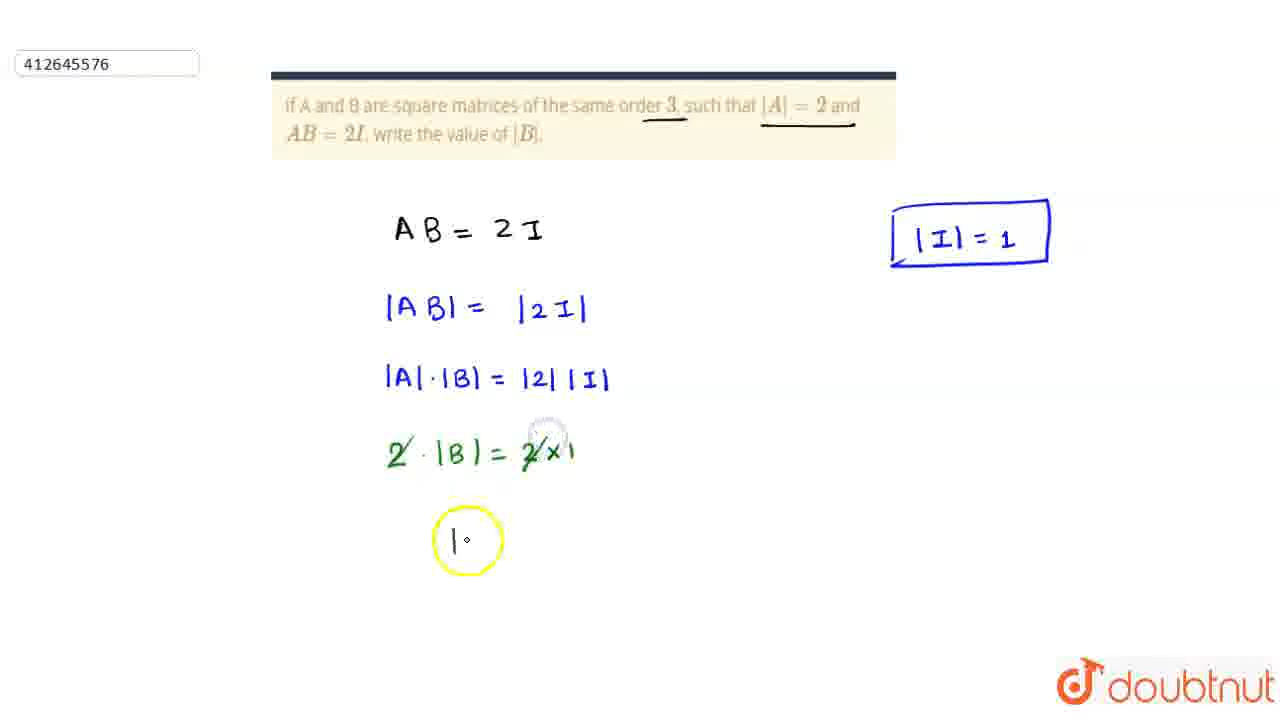 412645576
If A and B are square matrices of the same order 3, such that |A| = 2 and
AB = 2I, write the value of |B|.
AB = 2I
|I| = 1
|AB| = |2I|
|A|·|B| = |2||I|
2·|B| = 2×1
|
doubtnut